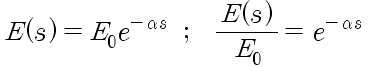 E(s) = E₀e^{-αs} ; E(s)/E₀ = e^{-αs}